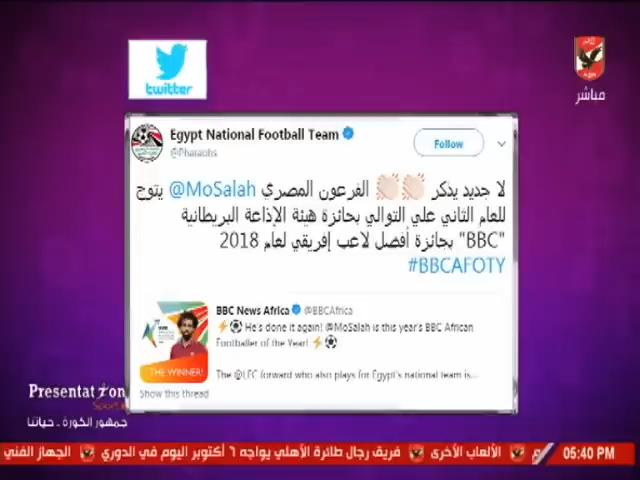 twitter
مباشر
Egypt National Football Team
@Pharaohs
Follow
لا جديد يذكر 👏🏻👏🏻 الفرعون المصري @MoSalah يتوج
للعام الثاني علي التوالي بجائزة هيئة الإذاعة البريطانية
"BBC" بجائزة أفضل لاعب إفريقي لعام 2018
#BBCAFOTY
BBC News Africa @BBCAfrica
⚡⚽ He's done it again! @MoSalah is this year's BBC African
Footballer of the Year! ⚡⚽
The @LFC forward who also plays for Egypt's national team is...
THE WINNER!
Show this thread
Presentation
Sports
جمهور الكورة .. حياتنا
الألعاب الأخرى فريق رجال طائرة الأهلي يواجه ٦ أكتوبر اليوم في الدوري الجهاز الفني
05:40 PM